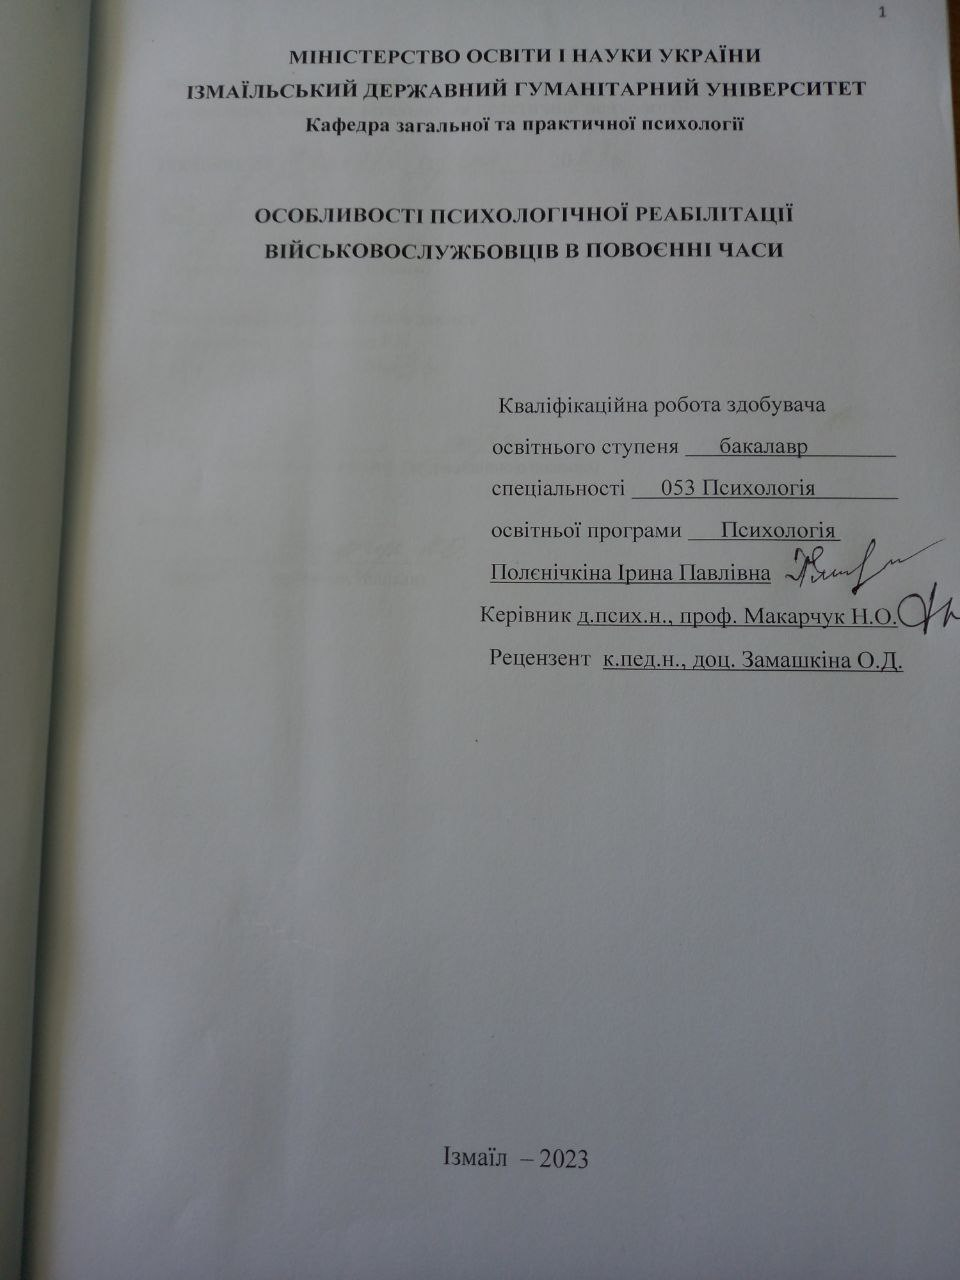 1
МІНІСТЕРСТВО ОСВІТИ І НАУКИ УКРАЇНИ
ІЗМАЇЛЬСЬКИЙ ДЕРЖАВНИЙ ГУМАНІТАРНИЙ УНІВЕРСИТЕТ
Кафедра загальної та практичної психології
ОСОБЛИВОСТІ ПСИХОЛОГІЧНОЇ РЕАБІЛІТАЦІЇ
ВІЙСЬКОВОСЛУЖБОВЦІВ В ПОВОЄННІ ЧАСИ
Кваліфікаційна робота здобувача
освітнього ступеня бакалавр
спеціальності 053 Психологія
освітньої програми Психологія
Полєнічкіна Ірина Павлівна
Керівник д.псих.н., проф. Макарчук Н.О.
Рецензент к.пед.н., доц. Замашкіна О.Д.
Ізмаїл – 2023